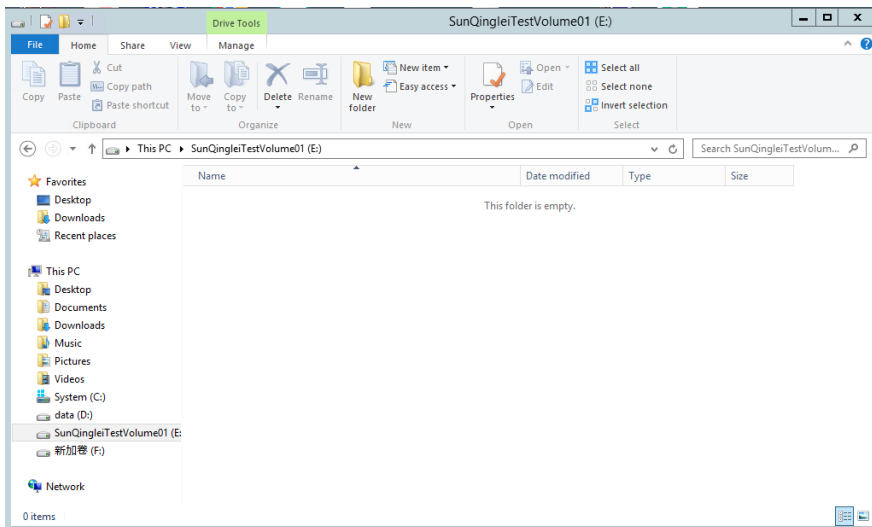 Drive Tools
SunQingleiTestVolume01 (E:)
File Home Share View Manage
Copy
Paste
Cut
Copy path
Paste shortcut
Clipboard
Move to
Copy to
Delete
Rename
Organize
New folder
New item
Easy access
New
Properties
Open
Edit
Open
Select all
Select none
Invert selection
Select
This PC SunQingleiTestVolume01 (E:)
Search SunQingleiTestVolum...
Name Date modified Type Size
This folder is empty.
Favorites
Desktop
Downloads
Recent places
This PC
Desktop
Documents
Downloads
Music
Pictures
Videos
System (C:)
data (D:)
SunQingleiTestVolume01 (E:
新加卷 (F:)
Network
0 items